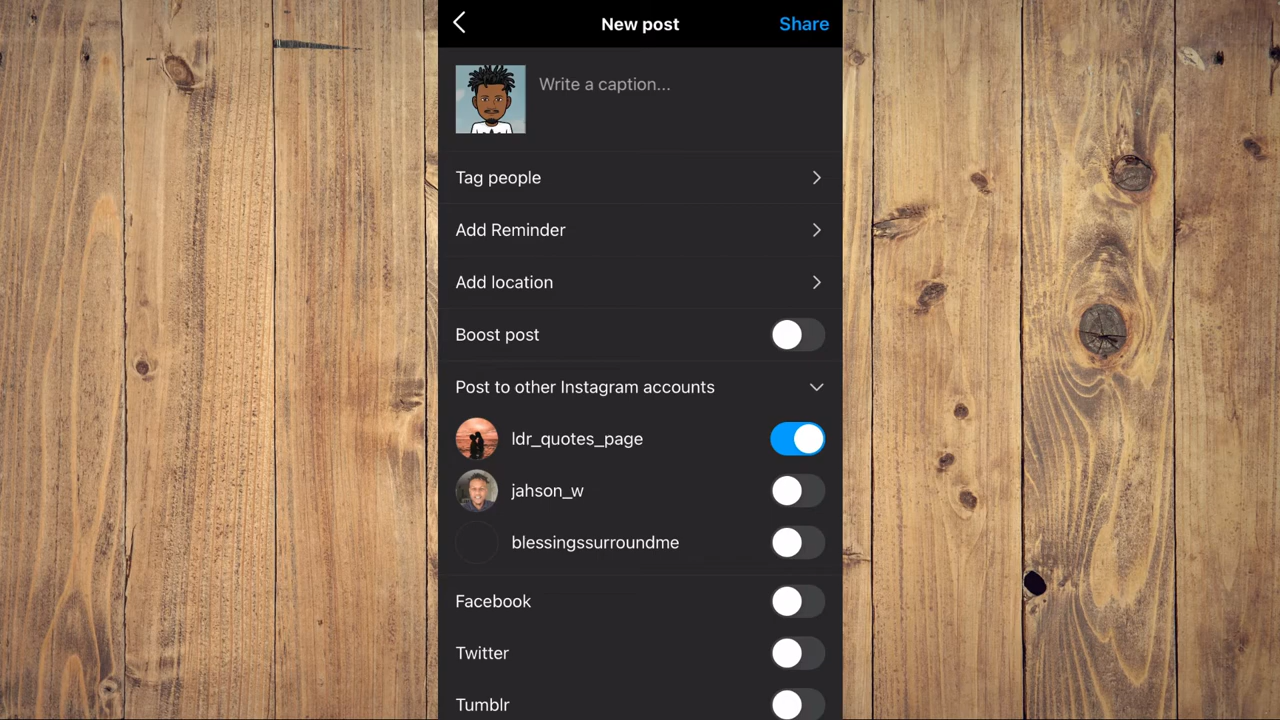 New post
Share
Write a caption...
Tag people
Add Reminder
Add location
Boost post
Post to other Instagram accounts
ldr_quotes_page
jahson_w
blessingssurroundme
Facebook
Twitter
Tumblr